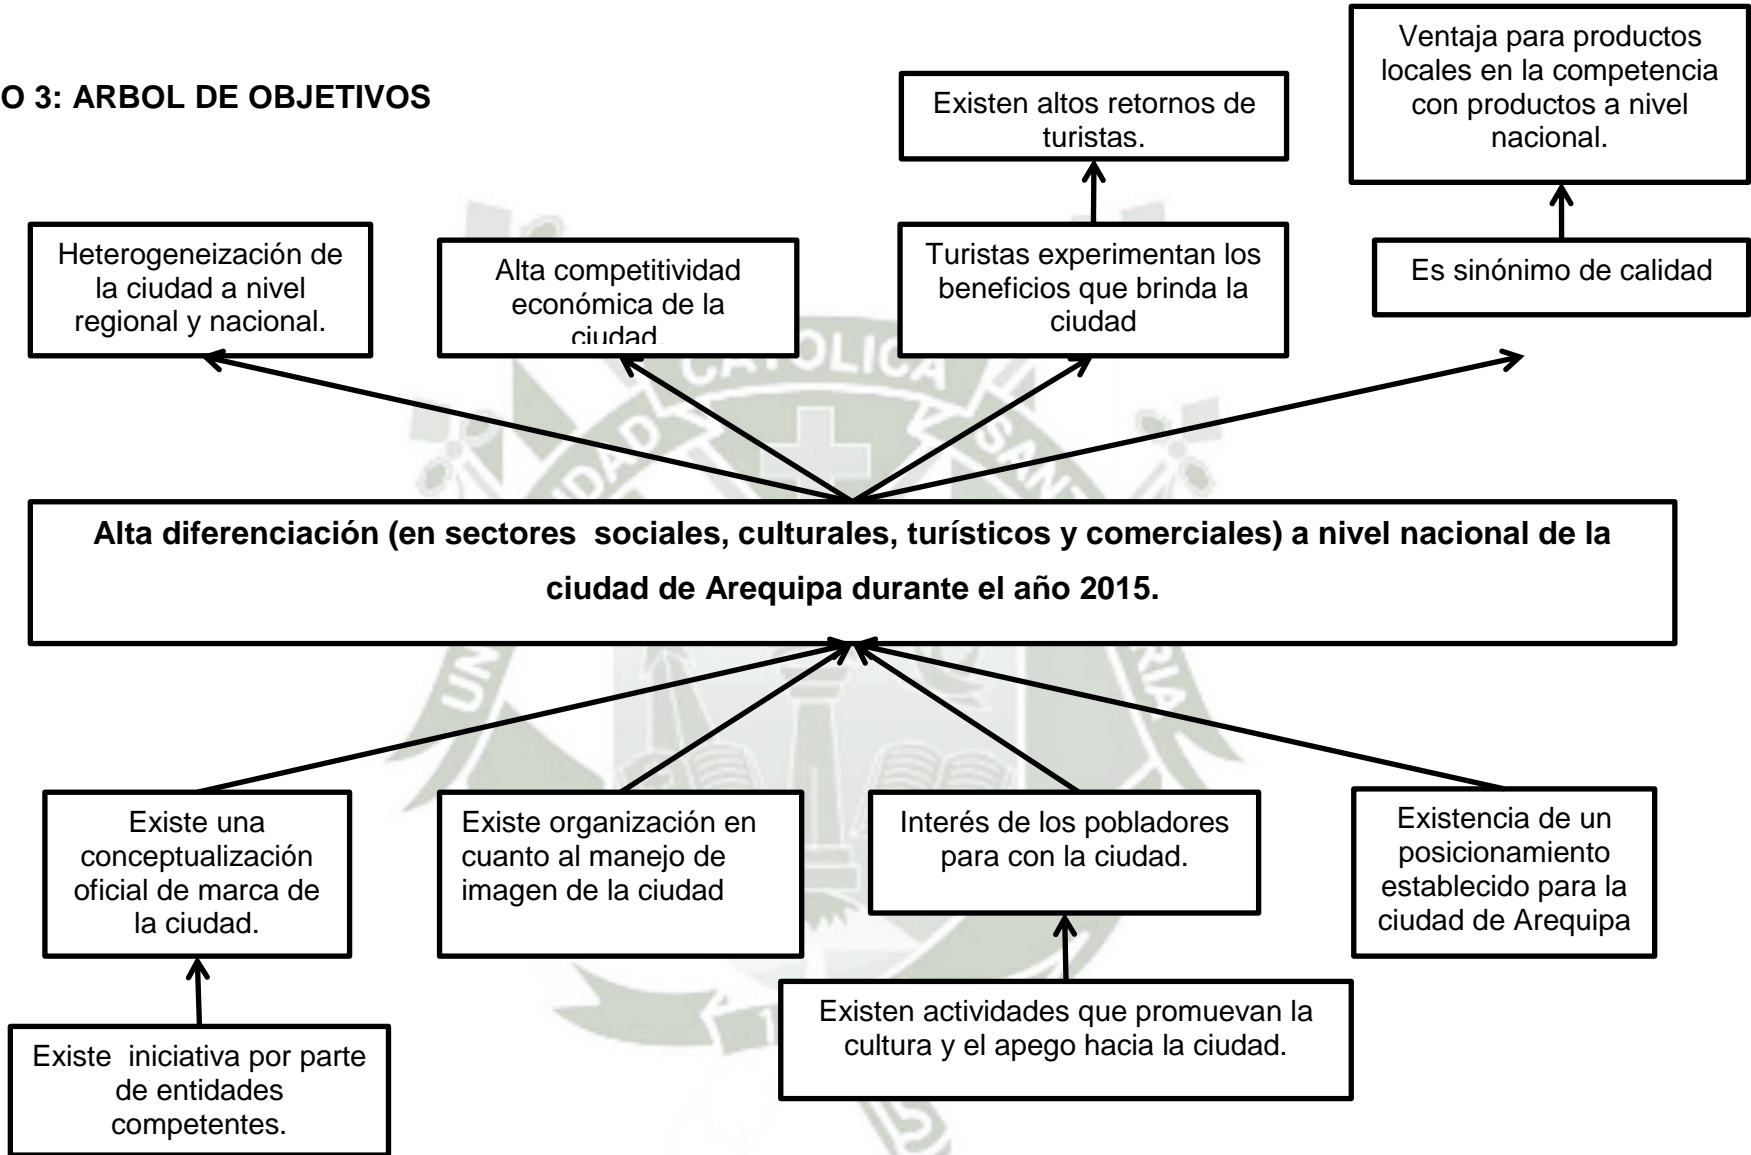 O 3: ARBOL DE OBJETIVOS
Existen altos retornos de
turistas.
Ventaja para productos
locales en la competencia
con productos a nivel
nacional.
Heterogeneización de
la ciudad a nivel
regional y nacional.
Alta competitividad
económica de la
ciudad.
Turistas experimentan los
beneficios que brinda la
ciudad
Es sinónimo de calidad
Alta diferenciación (en sectores  sociales, culturales, turísticos y comerciales) a nivel nacional de la
ciudad de Arequipa durante el año 2015.
Existe una
conceptualización
oficial de marca de
la ciudad.
Existe organización en
cuanto al manejo de
imagen de la ciudad
Interés de los pobladores
para con la ciudad.
Existencia de un
posicionamiento
establecido para la
ciudad de Arequipa
Existe  iniciativa por parte
de entidades
competentes.
Existen actividades que promuevan la
cultura y el apego hacia la ciudad.
CATOLICA